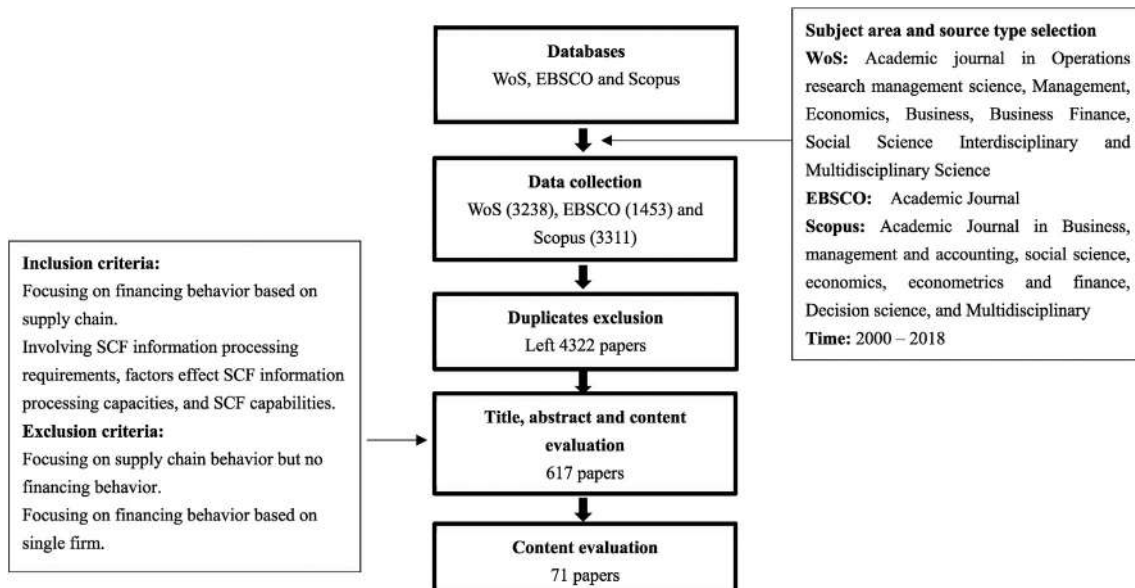 Databases
WoS, EBSCO and Scopus
Subject area and source type selection
WoS: Academic journal in Operations
research management science, Management,
Economics, Business, Business Finance,
Social Science Interdisciplinary and
Multidisciplinary Science
EBSCO: Academic Journal
Scopus: Academic Journal in Business,
management and accounting, social science,
economics, econometrics and finance,
Decision science, and Multidisciplinary
Time: 2000 – 2018
Data collection
WoS (3238), EBSCO (1453) and
Scopus (3311)
Duplicates exclusion
Left 4322 papers
Inclusion criteria:
Focusing on financing behavior based on
supply chain.
Involving SCF information processing
requirements, factors effect SCF information
processing capacities, and SCF capabilities.
Exclusion criteria:
Focusing on supply chain behavior but no
financing behavior.
Focusing on financing behavior based on
single firm.
Title, abstract and content
evaluation
617 papers
Content evaluation
71 papers